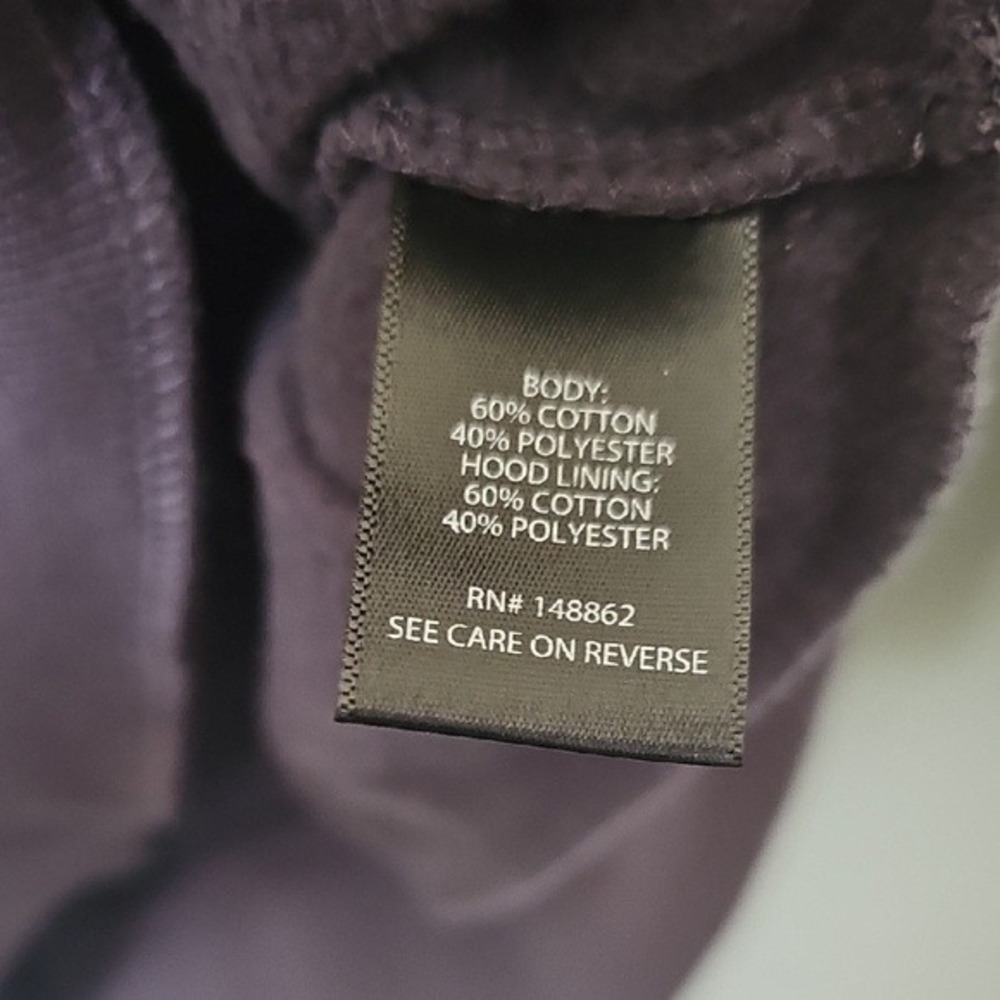 BODY:
60% COTTON
40% POLYESTER
HOOD LINING:
60% COTTON
40% POLYESTER
RN# 148862
SEE CARE ON REVERSE